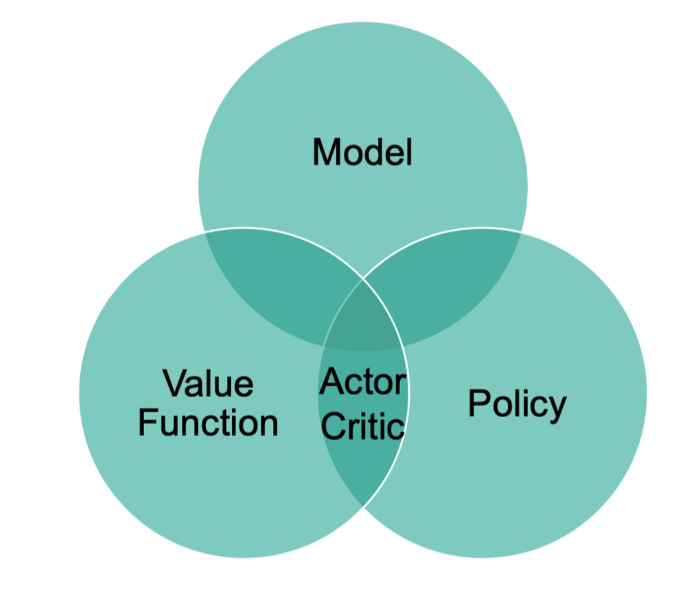 Model
Value
Function
Actor
Critic
Policy